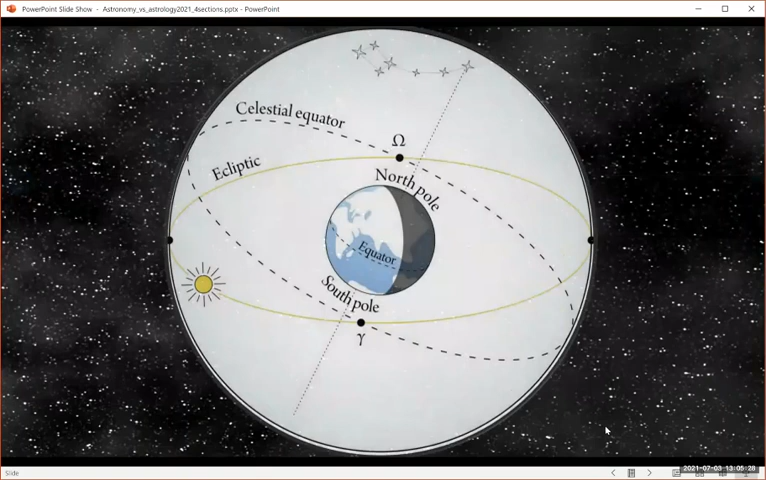 PowerPoint Slide Show - Astronomy_vs_astrology2021_4sections.pptx - PowerPoint
Celestial equator
Ω
Ecliptic
North pole
Equator
South pole
γ
Slide
2021-07-03 13:05:28